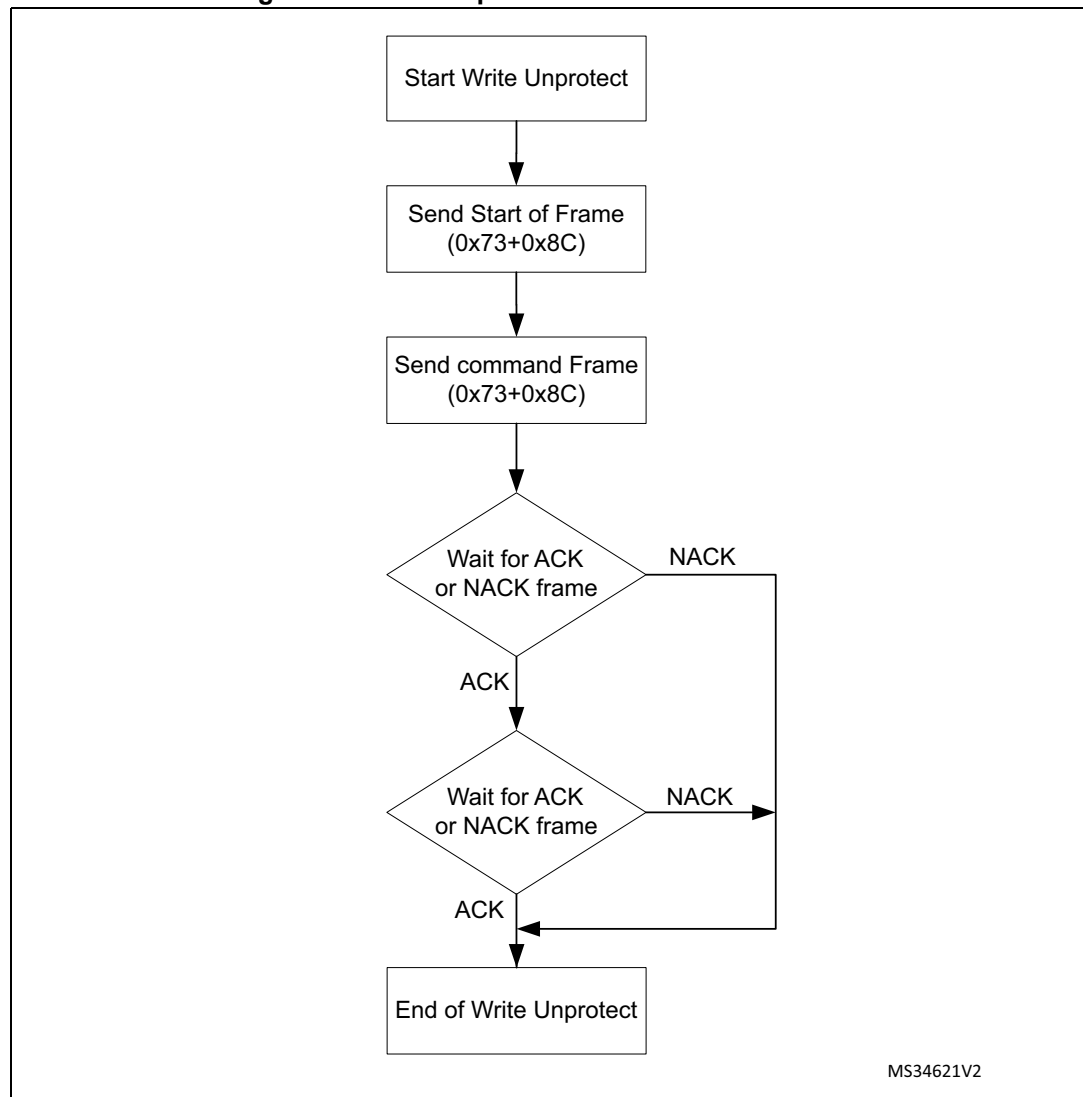 Start Write Unprotect
Send Start of Frame
(0x73+0x8C)
Send command Frame
(0x73+0x8C)
Wait for ACK
or NACK frame
NACK
ACK
Wait for ACK
or NACK frame
NACK
ACK
End of Write Unprotect
MS34621V2